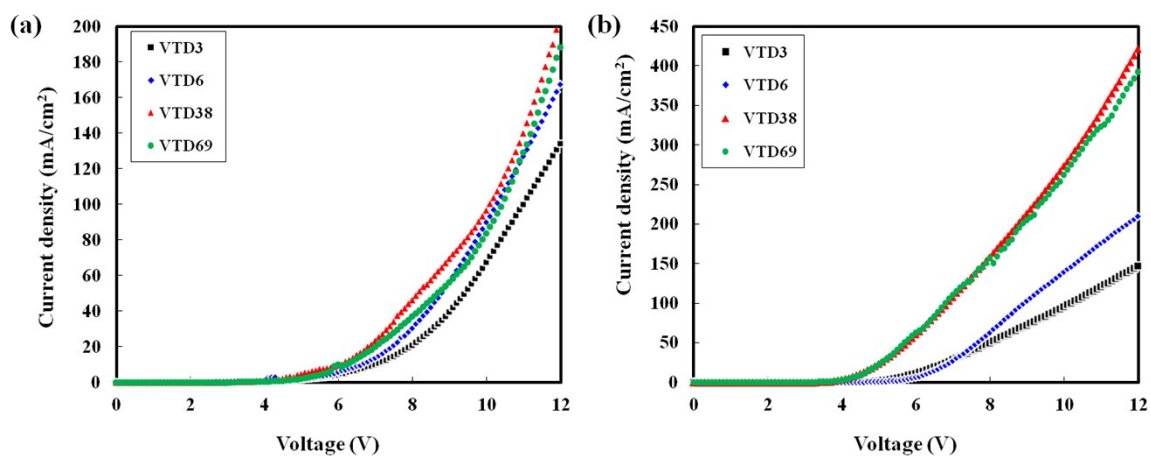 (a)
Current density (mA/cm²)
200
180
160
140
120
100
80
60
40
20
0
VTD3
VTD6
VTD38
VTD69
0 2 4 6 8 10 12
Voltage (V)
(b)
Current density (mA/cm²)
450
400
350
300
250
200
150
100
50
0
VTD3
VTD6
VTD38
VTD69
0 2 4 6 8 10 12
Voltage (V)